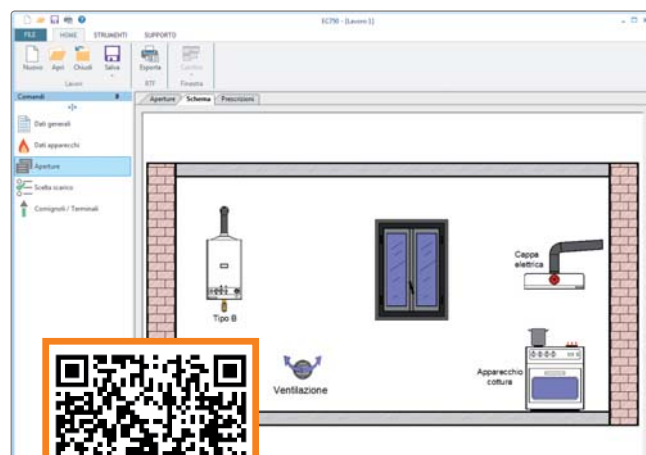 EC750 - [Lavoro 1]
FILE HOME STRUMENTI SUPPORTO
Nuovo Apri Chiudi Salva Esporta Cambia
Lavori RTF Finestra
Comandi
Aperture Schema Prescrizioni
Dati generali
Dati apparecchi
Aperture
Scelta scarico
Comignoli / Terminali
Tipo B
Cappa
elettrica
Ventilazione
Apparecchio
cottura